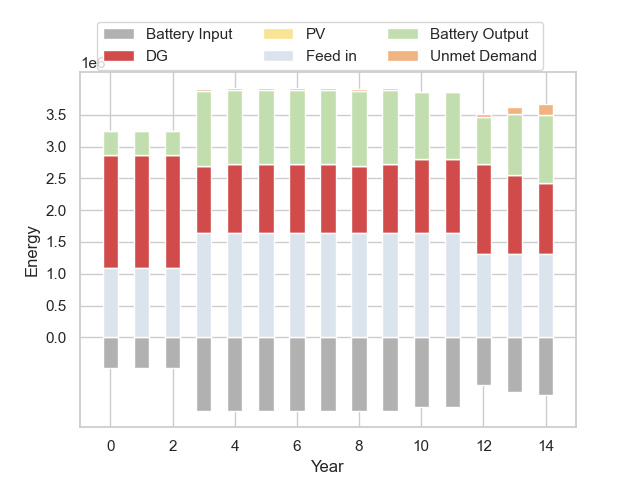 Battery Input PV Battery Output
DG Feed in Unmet Demand
1e6
3.5
3.0
2.5
2.0
1.5
1.0
0.5
0.0
Energy
0 2 4 6 8 10 12 14
Year